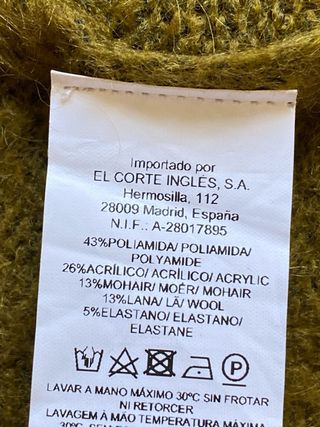 Importado por
EL CORTE INGLÉS, S.A.
Hermosilla, 112
28009 Madrid, España
N.I.F.: A-28017895
43%POLIAMIDA/ POLIAMIDA/
POLYAMIDE
26%ACRÍLICO/ ACRÍLICO/ ACRYLIC
13%MOHAIR/ MOÉR/ MOHAIR
13%LANA/ LÃ/ WOOL
5%ELASTANO/ ELASTANO/
ELASTANE
P
LAVAR A MANO MÁXIMO 30ºC SIN FROTAR
NI RETORCER
LAVAGEM À MÃO TEMPERATURA MÁXIMA
30ºC